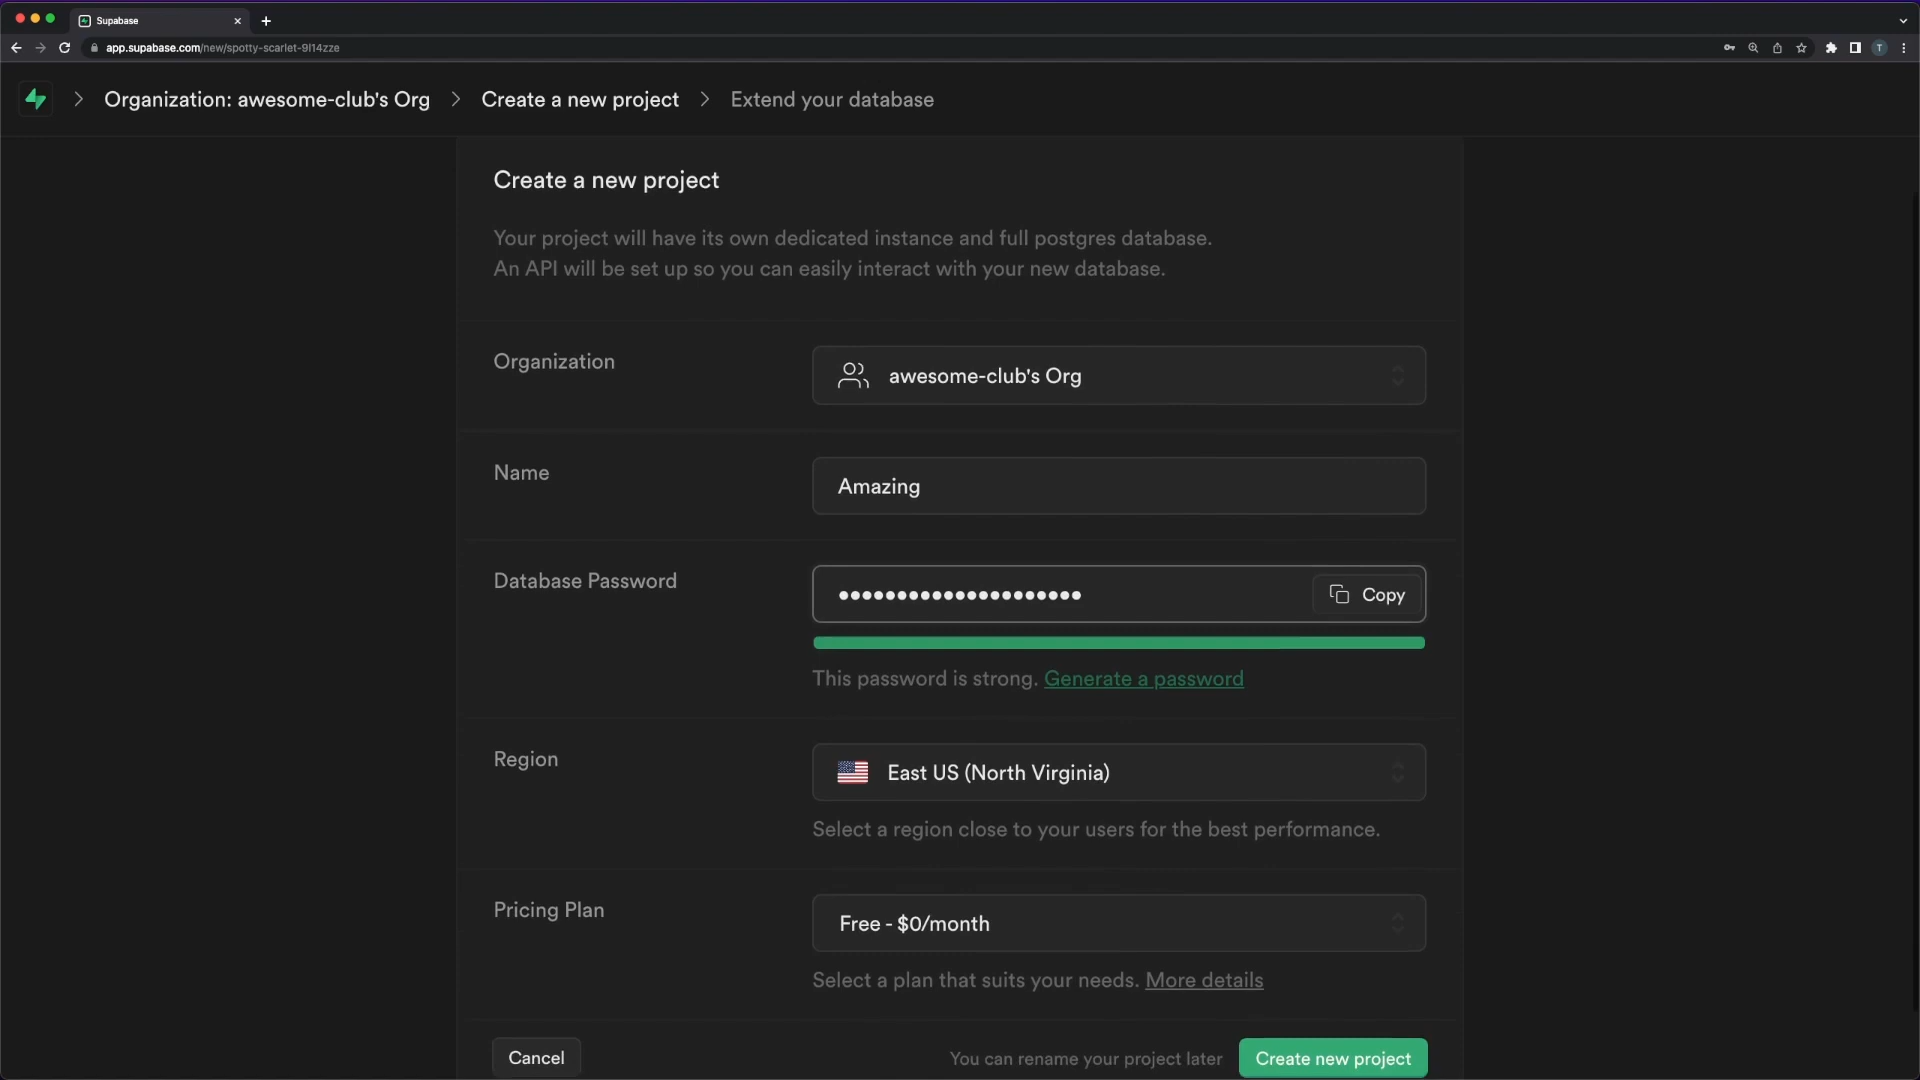 Supabase
app.supabase.com/new/spotty-scarlet-9l14zze
T
Organization: awesome-club's Org
Create a new project
Extend your database
Create a new project
Your project will have its own dedicated instance and full postgres database.
An API will be set up so you can easily interact with your new database.
Organization
awesome-club's Org
Name
Amazing
Database Password
Copy
This password is strong. Generate a password
Region
East US (North Virginia)
Select a region close to your users for the best performance.
Pricing Plan
Free - $0/month
Select a plan that suits your needs. More details
Cancel
You can rename your project later
Create new project